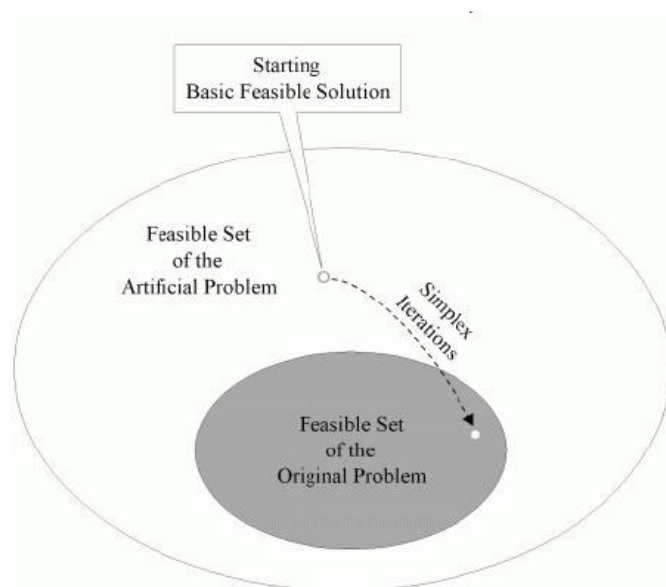 Starting
Basic Feasible Solution
Feasible Set
of the
Artificial Problem
Simplex
Iterations
Feasible Set
of the
Original Problem